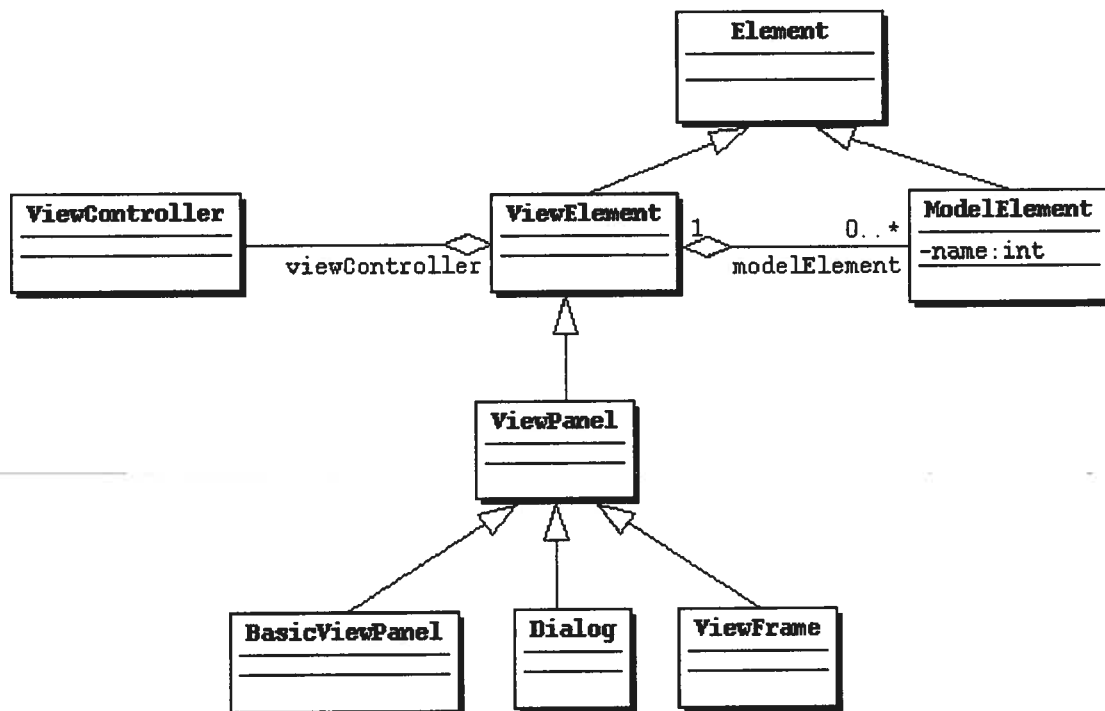 Element
ViewController
ViewElement
ModelElement
-name:int
1
0..*
viewController
modelElement
ViewPanel
BasicViewPanel
Dialog
ViewFrame